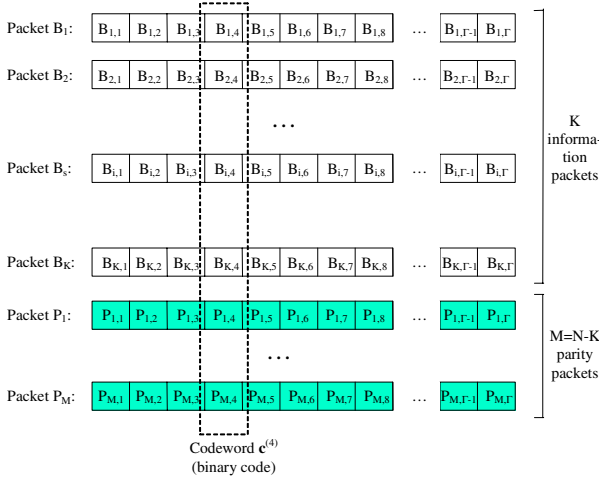 Packet B1: B1,1 B1,2 B1,3 B1,4 B1,5 B1,6 B1,7 B1,8 ... B1,Γ-1 B1,Γ
Packet B2: B2,1 B2,2 B2,3 B2,4 B2,5 B2,6 B2,7 B2,8 ... B2,Γ-1 B2,Γ
...
Packet Bs: Bi,1 Bi,2 Bi,3 Bi,4 Bi,5 Bi,6 Bi,7 Bi,8 ... Bi,Γ-1 Bi,Γ
Packet BK: BK,1 BK,2 BK,3 BK,4 BK,5 BK,6 BK,7 BK,8 ... BK,Γ-1 BK,Γ
K
informa-
tion
packets
Packet P1: P1,1 P1,2 P1,3 P1,4 P1,5 P1,6 P1,7 P1,8 ... P1,Γ-1 P1,Γ
...
Packet PM: PM,1 PM,2 PM,3 PM,4 PM,5 PM,6 PM,7 PM,8 ... PM,Γ-1 PM,Γ
M=N-K
parity
packets
Codeword c(4)
(binary code)